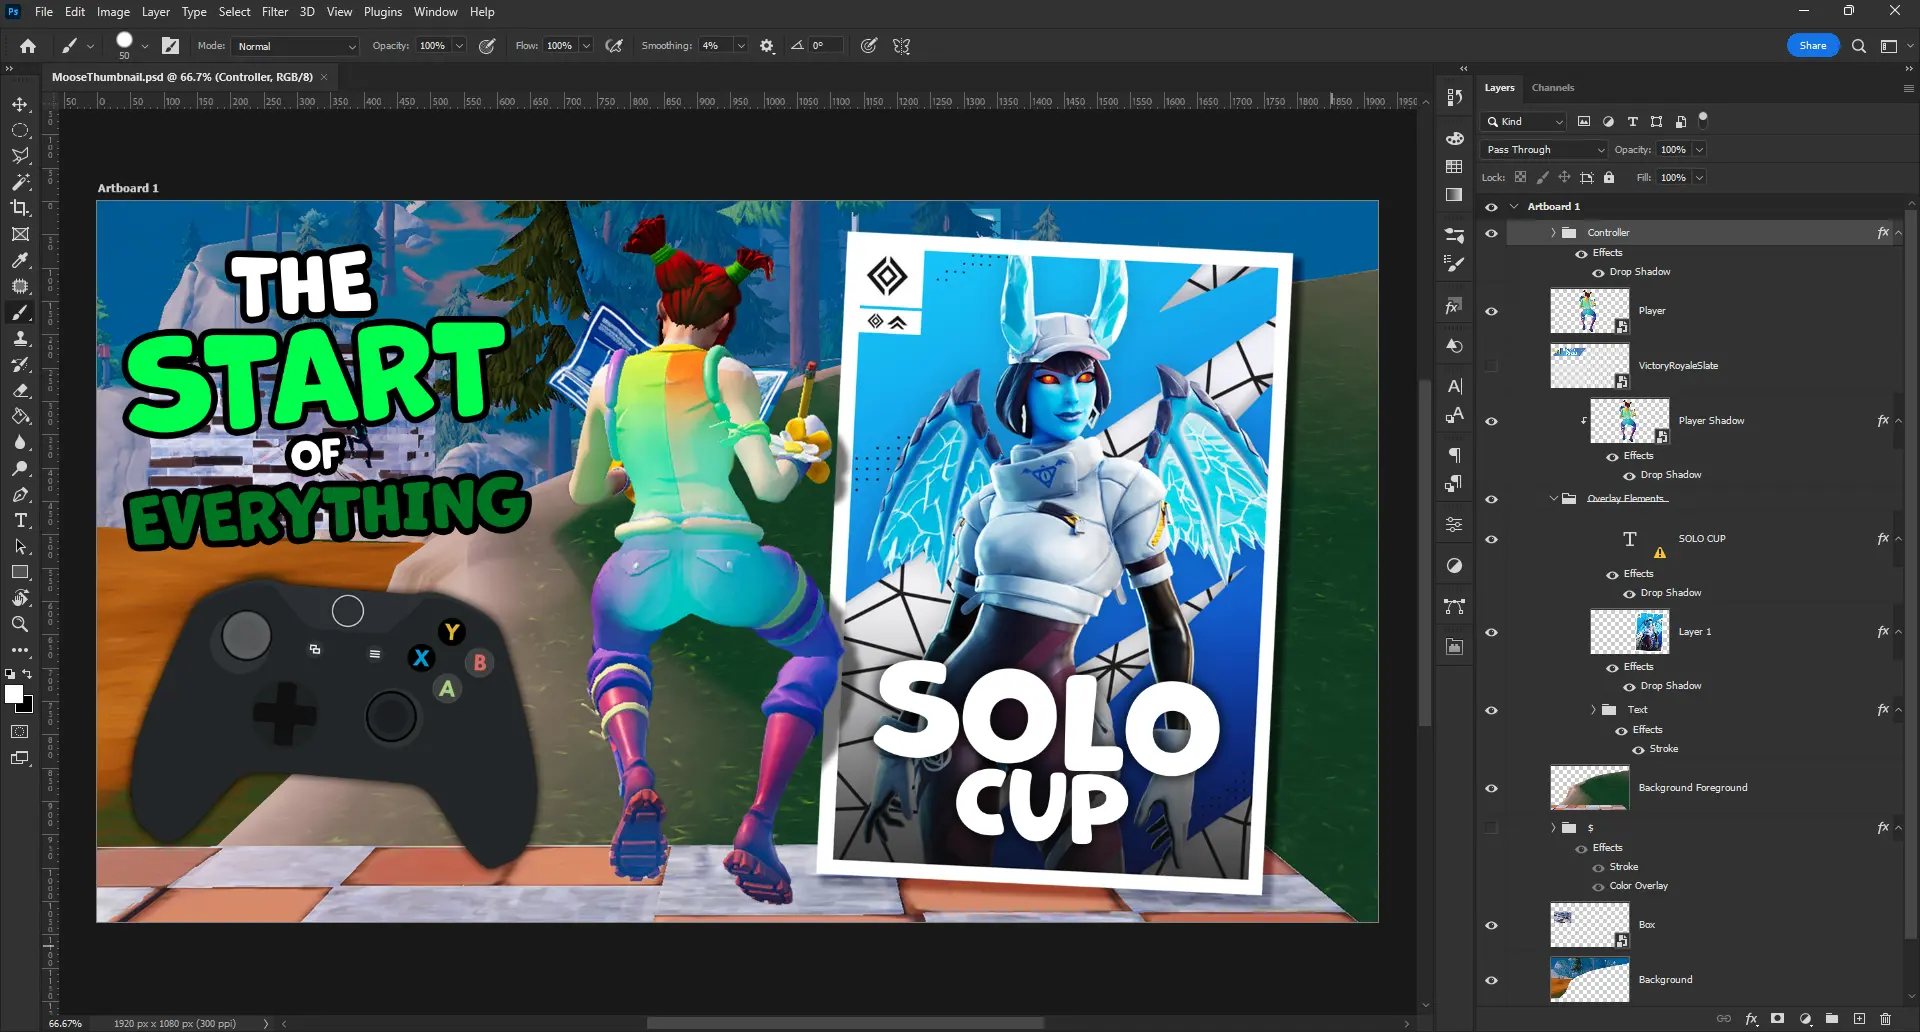 Ps File Edit Image Layer Type Select Filter 3D View Plugins Window Help
50 Mode: Normal Opacity: 100% Flow: 100% Smoothing: 4% 0° Share
MooseThumbnail.psd @ 66.7% (Controller, RGB/8) ×
50 0 50 100 150 200 250 300 350 400 450 500 550 600 650 700 750 800 850 900 950 1000 1050 1100 1150 1200 1250 1300 1350 1400 1450 1500 1550 1600 1650 1700 1750 1800 1850 1900 1950
Artboard 1
THE
START
OF
EVERYTHING
Y
X
B
A
SOLO
CUP
66.67% 1920 px x 1080 px (300 ppi)
Layers Channels
Kind
Pass Through Opacity: 100%
Lock: Fill: 100%
Artboard 1
Controller fx
Effects
Drop Shadow
Player
VictoryRoyaleSlate
Player Shadow fx
Effects
Drop Shadow
Overlay Elements
T SOLO CUP fx
Effects
Drop Shadow
Layer 1 fx
Effects
Drop Shadow
Text fx
Effects
Stroke
Background Foreground
$ fx
Effects
Stroke
Color Overlay
Box
Background